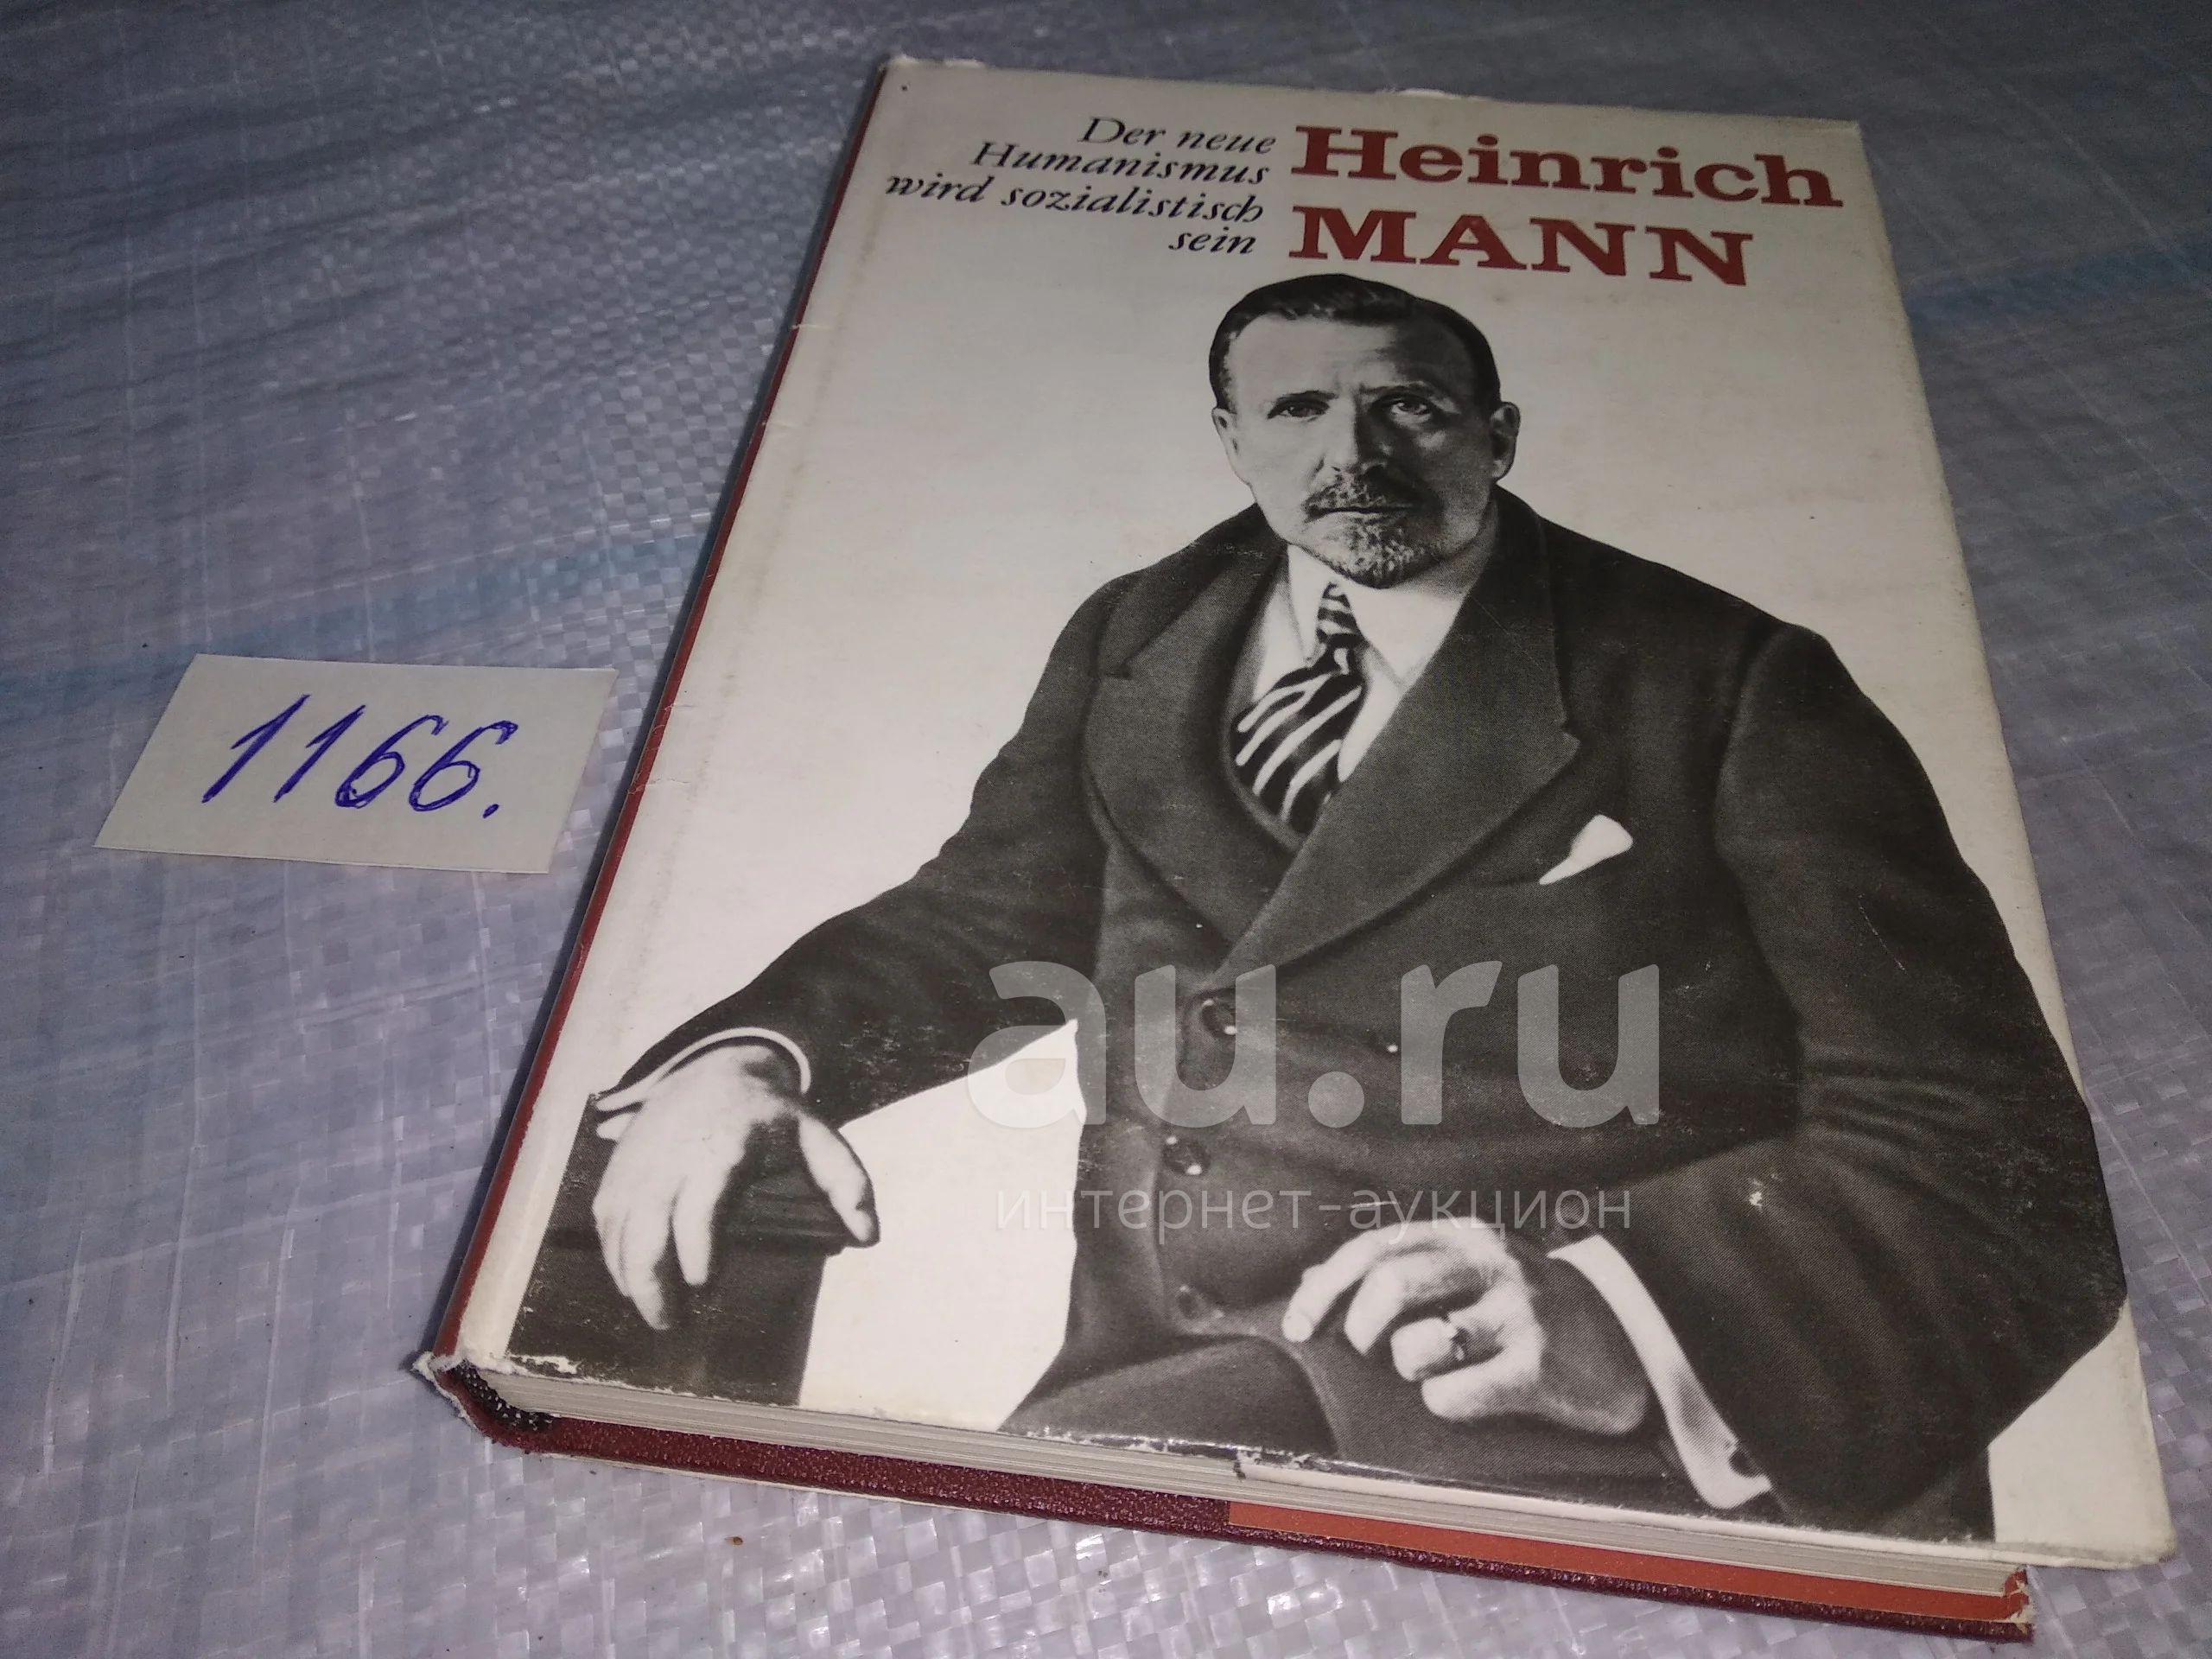 Der neue
Humanismus
wird sozialistisch
sein
Heinrich
MANN
1166.
au.ru
интернет-аукцион